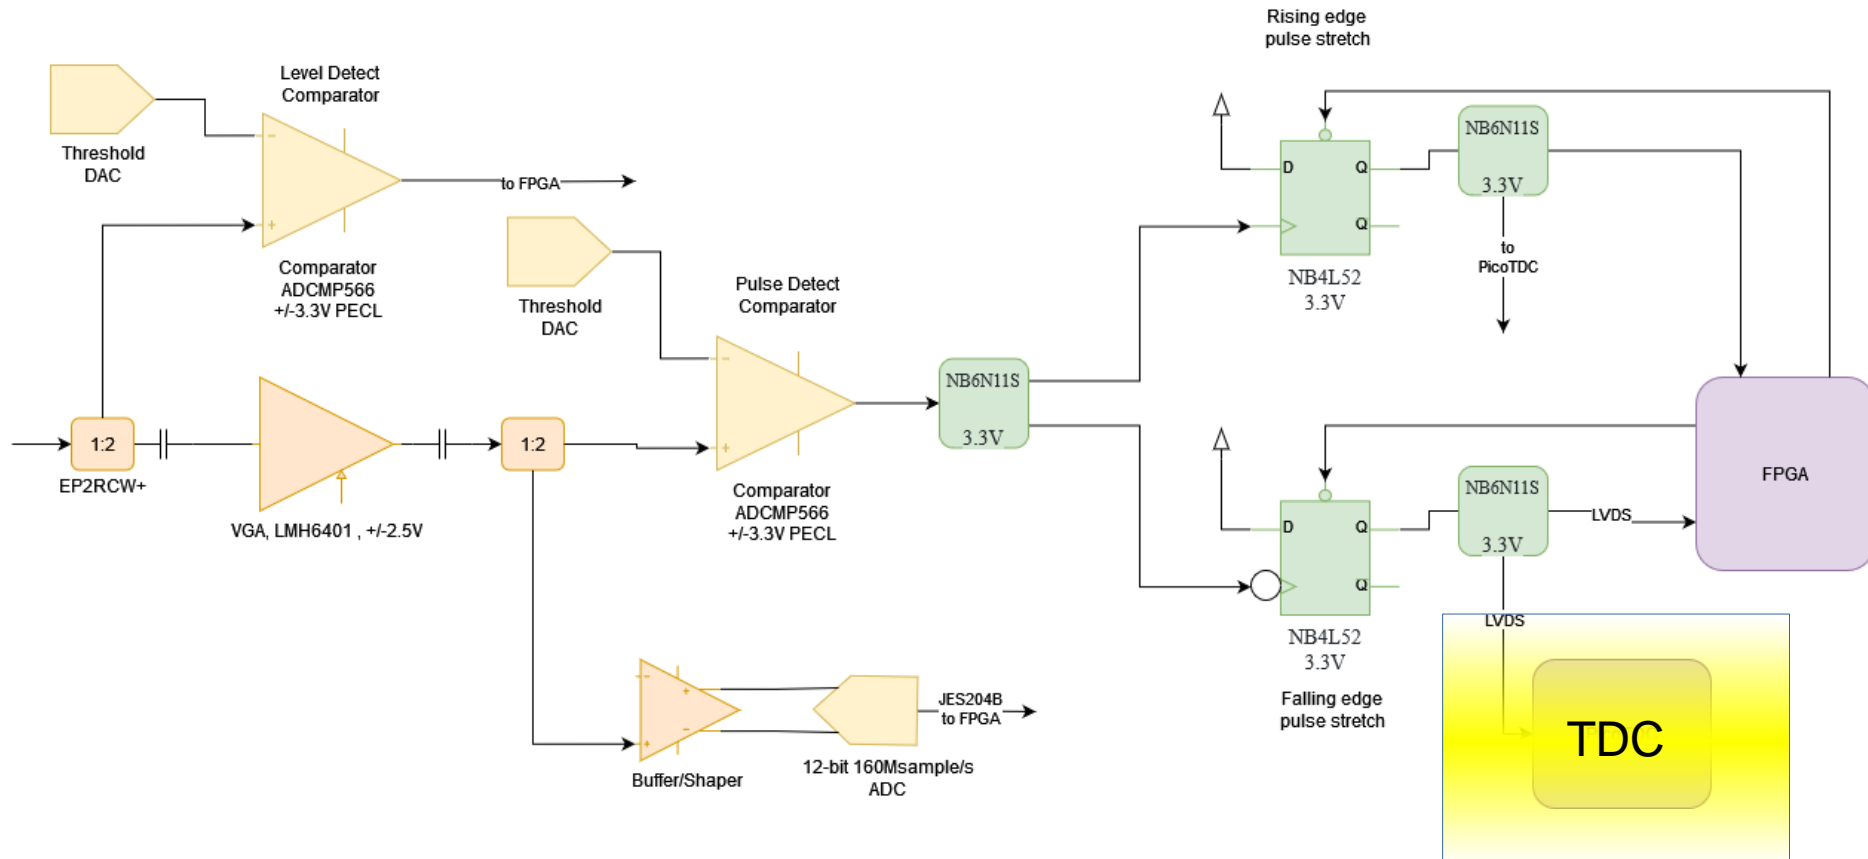 Rising edge
pulse stretch
Level Detect
Comparator
Threshold
DAC
-
+
to FPGA
Comparator
ADCMP566
+/-3.3V PECL
Threshold
DAC
Pulse Detect
Comparator
-
+
Comparator
ADCMP566
+/-3.3V PECL
1:2
EP2RCW+
VGA, LMH6401 , +/-2.5V
1:2
NB6N11S
3.3V
D
Q
Q
NB4L52
3.3V
NB6N11S
3.3V
to
PicoTDC
FPGA
D
Q
Q
NB4L52
3.3V
Falling edge
pulse stretch
NB6N11S
3.3V
LVDS
LVDS
TDC
-
+
+
-
Buffer/Shaper
JES204B
to FPGA
12-bit 160Msample/s
ADC